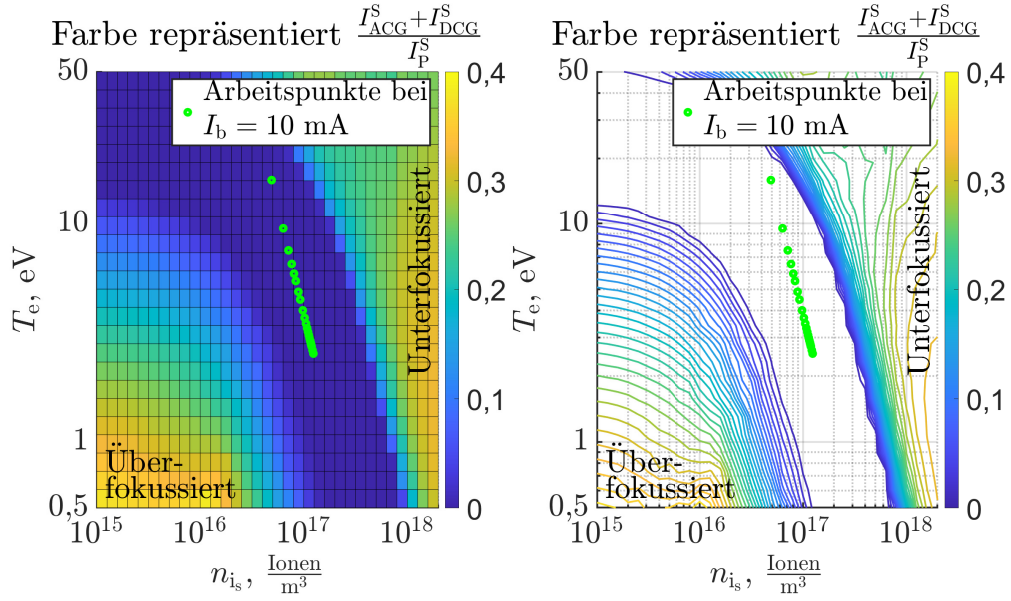 Farbe repräsentiert (I^S_ACG+I^S_DCG)/I^S_P
Arbeitspunkte bei
I_b = 10 mA
50
10
1
0,5
T_e, eV
Über-
fokussiert
Unterfokussiert
10^15
10^16
10^17
10^18
n_i_s, Ionen/m^3
0,4
0,3
0,2
0,1
0
Farbe repräsentiert (I^S_ACG+I^S_DCG)/I^S_P
Arbeitspunkte bei
I_b = 10 mA
50
10
1
0,5
T_e, eV
Über-
fokussiert
Unterfokussiert
10^15
10^16
10^17
10^18
n_i_s, Ionen/m^3
0,4
0,3
0,2
0,1
0